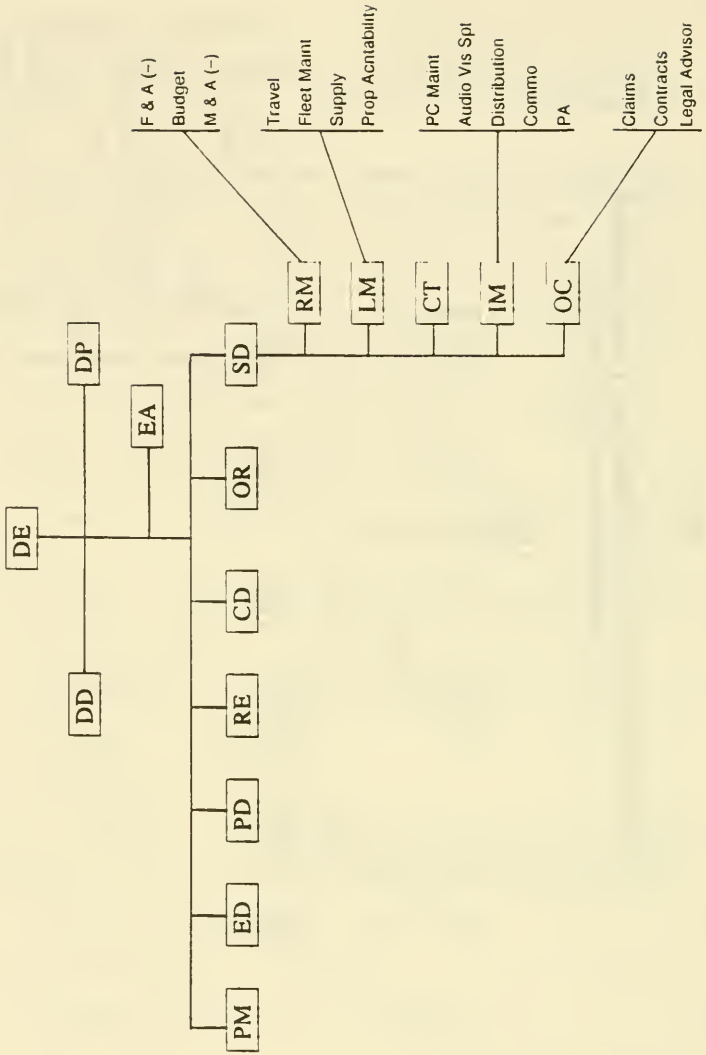 DE
DD
DP
EA
PM
ED
PD
RE
CD
OR
SD
RM
F & A (-)
Budget
M & A (-)
LM
Travel
Fleet Maint
Supply
Prop Acntability
CT
IM
PC Maint
Audio Vis Spt
Distribution
Commo
PA
OC
Claims
Contracts
Legal Advisor